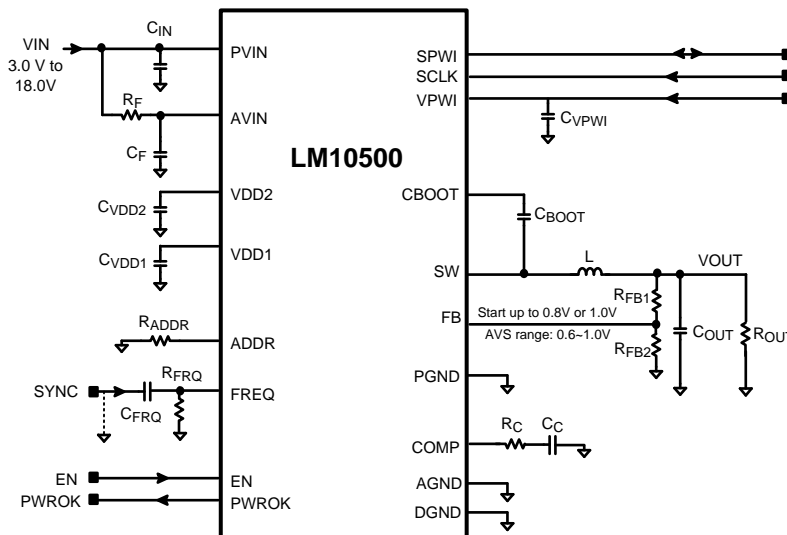 VIN
3.0 V to
18.0V
CIN
PVIN
RF
AVIN
CF
CVDD2
VDD2
CVDD1
VDD1
RADDR
ADDR
RFRQ
SYNC
CFRQ
FREQ
EN
EN
PWROK
PWROK
LM10500
SPWI
SCLK
VPWI
CVPWI
CBOOT
CBOOT
SW
L
VOUT
RFB1
FB
Start up to 0.8V or 1.0V
AVS range: 0.6~1.0V
RFB2
COUT
ROUT
PGND
RC
CC
COMP
AGND
DGND